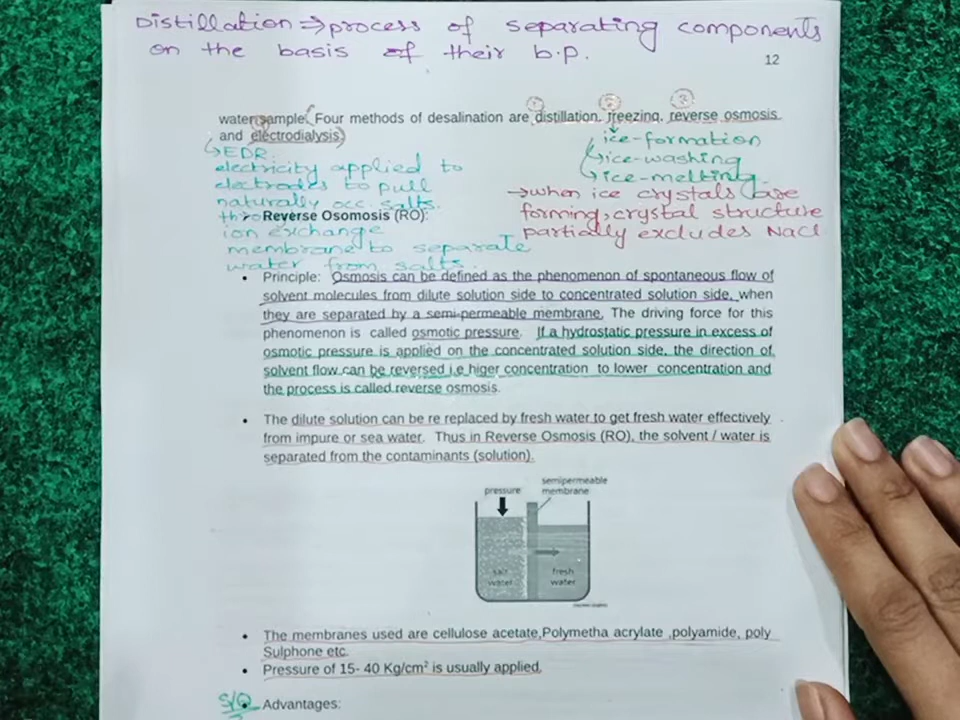 Distillation ⇒ process of separating components
on the basis of their b.p.
12
① ② ③
water sample. Four methods of desalination are distillation, freezing, reverse osmosis
and electrodialysis)
→ ice-formation
→ ice-washing
→ ice-melting
→ EDR
electricity applied to
electrodes to pull
naturally occ. salts
thro
ion exchange
membrane to separate
water from salts.
→ when ice crystals are
forming, crystal structure
partially excludes NaCl
Reverse Osomosis (RO):
• Principle: Osmosis can be defined as the phenomenon of spontaneous flow of
solvent molecules from dilute solution side to concentrated solution side, when
they are separated by a semi-permeable membrane. The driving force for this
phenomenon is called osmotic pressure. If a hydrostatic pressure in excess of
osmotic pressure is applied on the concentrated solution side, the direction of
solvent flow can be reversed i.e higer concentration to lower concentration and
the process is called reverse osmosis.
• The dilute solution can be re replaced by fresh water to get fresh water effectively
from impure or sea water. Thus in Reverse Osmosis (RO), the solvent / water is
separated from the contaminants (solution).
semipermeable
membrane
pressure
salt
water
fresh
water
• The membranes used are cellulose acetate,Polymetha acrylate ,polyamide, poly
Sulphone etc.
• Pressure of 15- 40 Kg/cm² is usually applied.
S/Q
• Advantages: